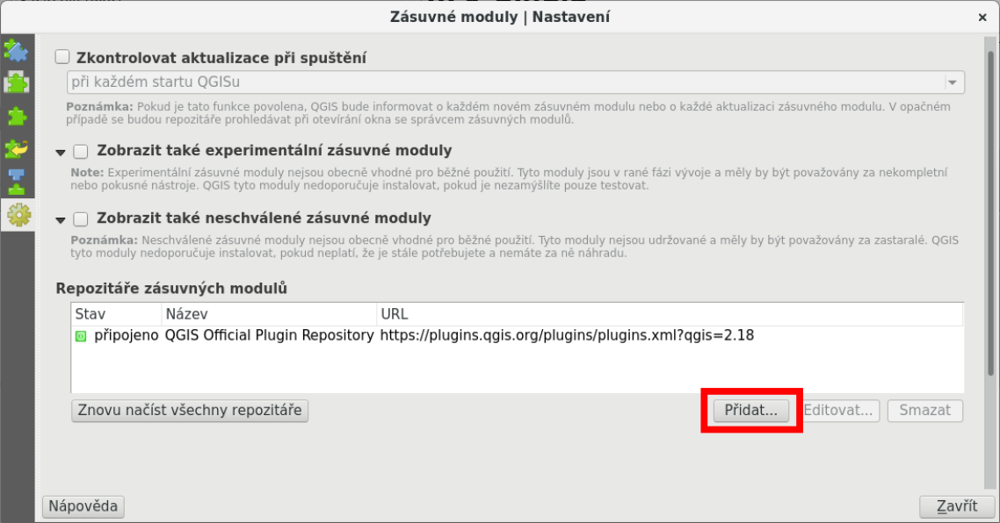 Zásuvné moduly | Nastavení
Zkontrolovat aktualizace při spuštění
při každém startu QGISu
Poznámka: Pokud je tato funkce povolena, QGIS bude informovat o každém novém zásuvném modulu nebo o každé aktualizaci zásuvného modulu. V opačném
případě se budou repozitáře prohledávat při otevírání okna se správcem zásuvných modulů.
Zobrazit také experimentální zásuvné moduly
Note: Experimentální zásuvné moduly nejsou obecně vhodné pro běžné použití. Tyto moduly jsou v rané fázi vývoje a měly by být považovány za nekompletní
nebo pokusné nástroje. QGIS tyto moduly nedoporučuje instalovat, pokud je nezamýšlíte pouze testovat.
Zobrazit také neschválené zásuvné moduly
Poznámka: Neschválené zásuvné moduly nejsou obecně vhodné pro běžné použití. Tyto moduly nejsou udržované a měly by být považovány za zastaralé. QGIS
tyto moduly nedoporučuje instalovat, pokud neplatí, že je stále potřebujete a nemáte za ně náhradu.
Repozitáře zásuvných modulů
Stav Název URL
připojeno QGIS Official Plugin Repository https://plugins.qgis.org/plugins/plugins.xml?qgis=2.18
Znovu načíst všechny repozitáře Přidat... Editovat... Smazat
Nápověda Zavřít